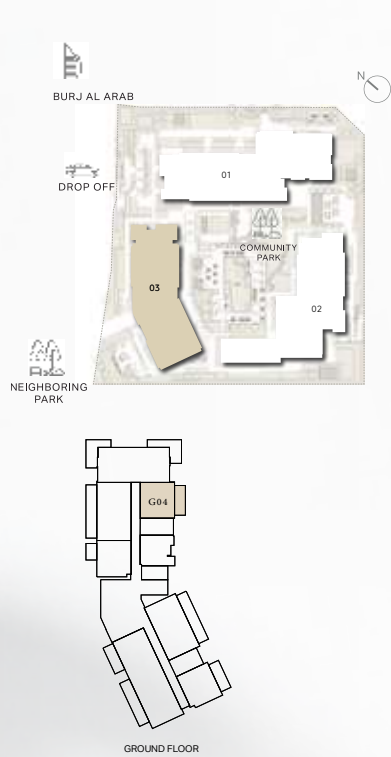 N
BURJ AL ARAB
01
DROP OFF
COMMUNITY
PARK
03
02
NEIGHBORING
PARK
G04
GROUND FLOOR